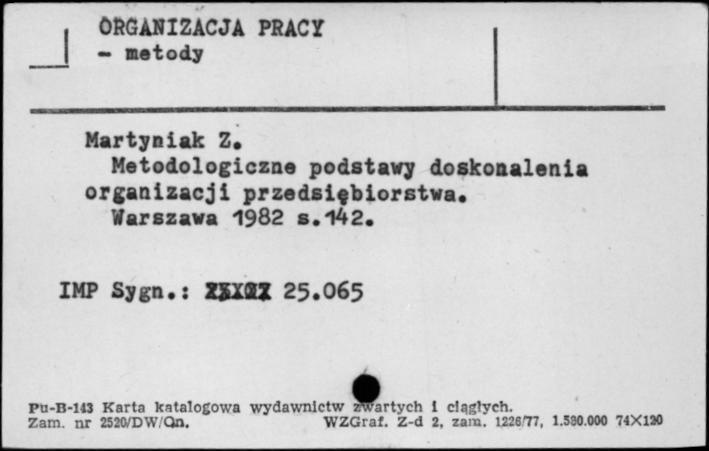 ORGANIZACJA PRACY
- metody
Martyniak Z.
Metodologiczne podstawy doskonalenia
organizacji przedsiębiorstwa.
Warszawa 1982 s.142.
IMP Sygn.: 25.065
Pu-B-143 Karta katalogowa wydawnictw zwartych i ciągłych.
Zam. nr 2520/DW/On. WZGraf. Z-d 2, zam. 1226/77, 1.580.000 74X120